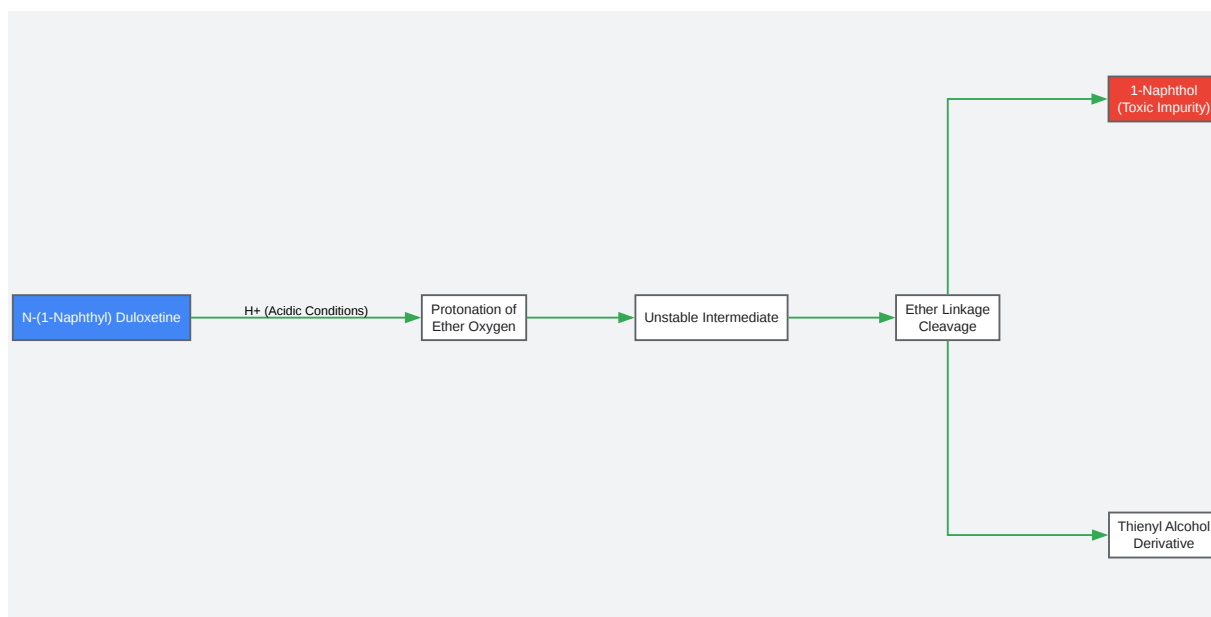 1-Naphthol
(Toxic Impurity)
N-(1-Naphthyl) Duloxetine
H+ (Acidic Conditions)
Protonation of
Ether Oxygen
Unstable Intermediate
Ether Linkage
Cleavage
Thienyl Alcohol
Derivative